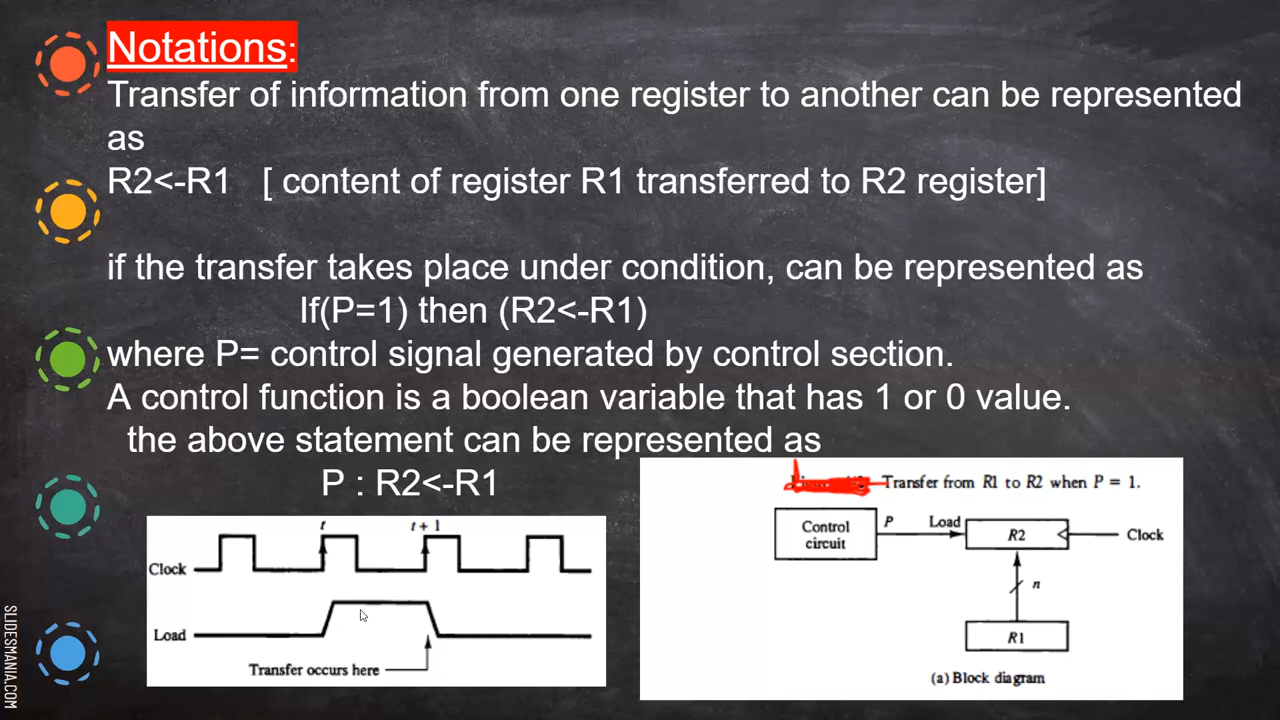 Notations:
Transfer of information from one register to another can be represented
as
R2<-R1 [ content of register R1 transferred to R2 register]
if the transfer takes place under condition, can be represented as
If(P=1) then (R2<-R1)
where P= control signal generated by control section.
A control function is a boolean variable that has 1 or 0 value.
the above statement can be represented as
P : R2<-R1
t
t + 1
Clock
Load
Transfer occurs here
Transfer from R1 to R2 when P = 1.
Control
circuit
P
Load
R2
Clock
n
R1
(a) Block diagram
SLIDESMANIA.COM